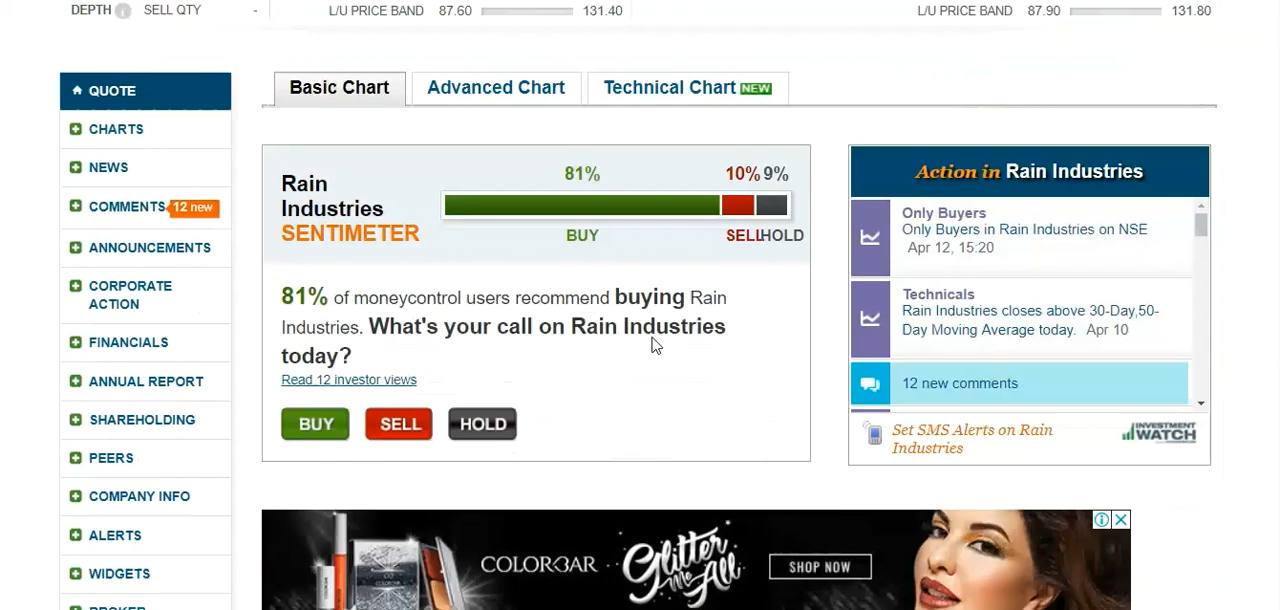 DEPTH i SELL QTY -
L/U PRICE BAND 87.60 131.40
L/U PRICE BAND 87.90 131.80
QUOTE
CHARTS
NEWS
COMMENTS 12 new
ANNOUNCEMENTS
CORPORATE
ACTION
FINANCIALS
ANNUAL REPORT
SHAREHOLDING
PEERS
COMPANY INFO
ALERTS
WIDGETS
BROKER
Basic Chart
Advanced Chart
Technical Chart NEW
Rain
Industries
SENTIMETER
81% 10% 9%
BUY SELL HOLD
81% of moneycontrol users recommend buying Rain
Industries. What's your call on Rain Industries
today?
Read 12 investor views
BUY SELL HOLD
Action in Rain Industries
Only Buyers
Only Buyers in Rain Industries on NSE
Apr 12, 15:20
Technicals
Rain Industries closes above 30-Day,50-
Day Moving Average today. Apr 10
12 new comments
Set SMS Alerts on Rain
Industries
INVESTMENT
WATCH
COLORBAR
Glitter
Me All
SHOP NOW